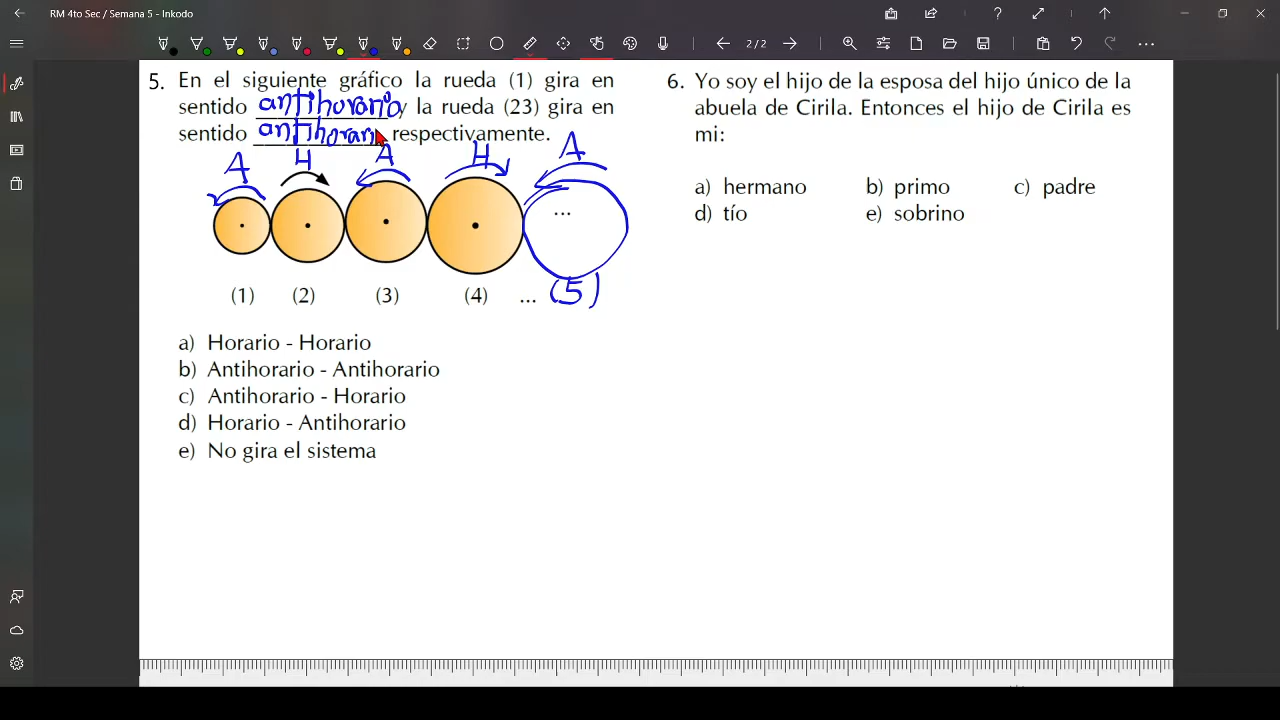 RM 4to Sec / Semana 5 - Inkodo
2/2
5. En el siguiente gráfico la rueda (1) gira en
sentido antihorario y la rueda (23) gira en
sentido antihorari respectivamente.
A H A H A
...
(1) (2) (3) (4) ... (5)
a) Horario - Horario
b) Antihorario - Antihorario
c) Antihorario - Horario
d) Horario - Antihorario
e) No gira el sistema
6. Yo soy el hijo de la esposa del hijo único de la
abuela de Cirila. Entonces el hijo de Cirila es
mi:
a) hermano b) primo c) padre
d) tío e) sobrino